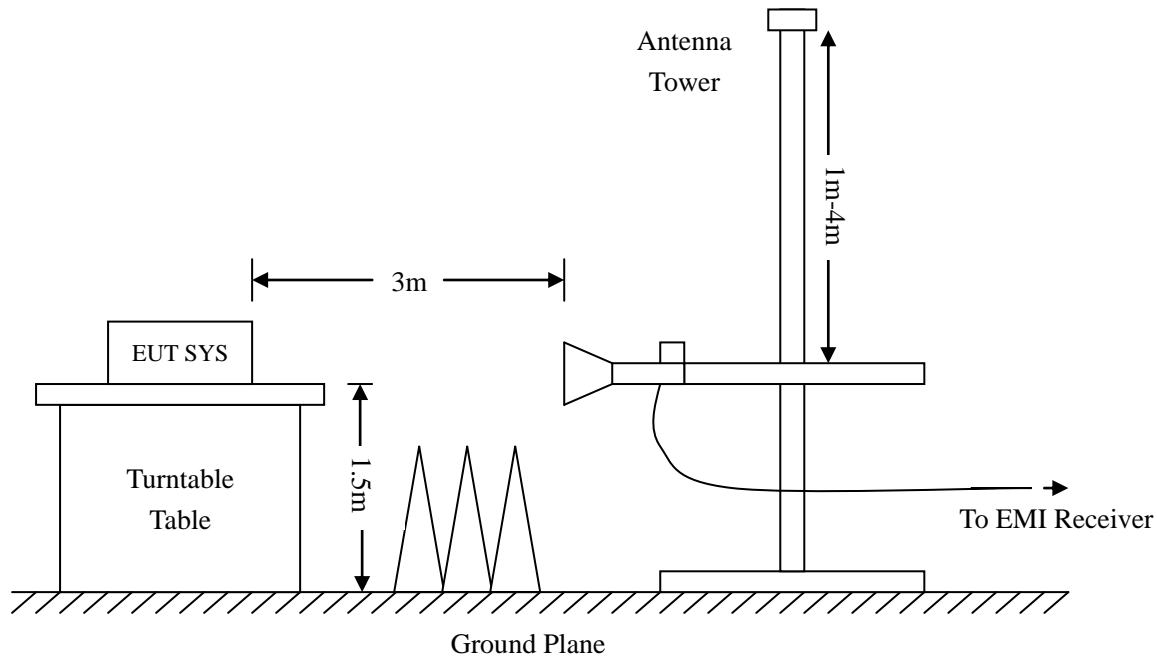 Antenna
Tower
1m-4m
3m
EUT SYS
1.5m
Turntable
Table
To EMI Receiver
Ground Plane